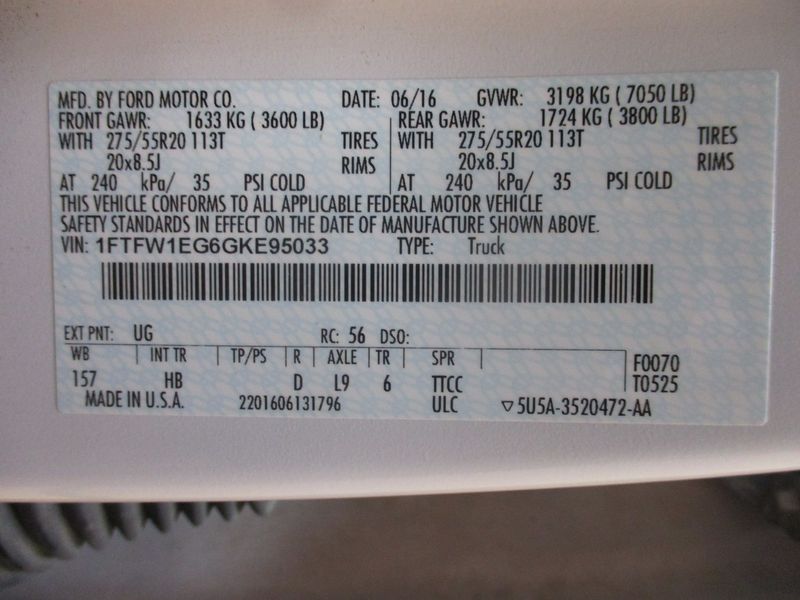 MFD. BY FORD MOTOR CO. DATE: 06/16 GVWR: 3198 KG ( 7050 LB)
FRONT GAWR: 1633 KG ( 3600 LB) REAR GAWR: 1724 KG ( 3800 LB)
WITH 275/55R20 113T TIRES WITH 275/55R20 113T TIRES
20x8.5J RIMS 20x8.5J RIMS
AT 240 kPa/ 35 PSI COLD AT 240 kPa/ 35 PSI COLD
THIS VEHICLE CONFORMS TO ALL APPLICABLE FEDERAL MOTOR VEHICLE
SAFETY STANDARDS IN EFFECT ON THE DATE OF MANUFACTURE SHOWN ABOVE.
VIN: 1FTFW1EG6GKE95033 TYPE: Truck
EXT PNT: UG RC: 56 DSO:
WB INT TR TP/PS R AXLE TR SPR F0070
157 HB D L9 6 TTCC T0525
MADE IN U.S.A. 2201606131796 ULC ▽5U5A-3520472-AA